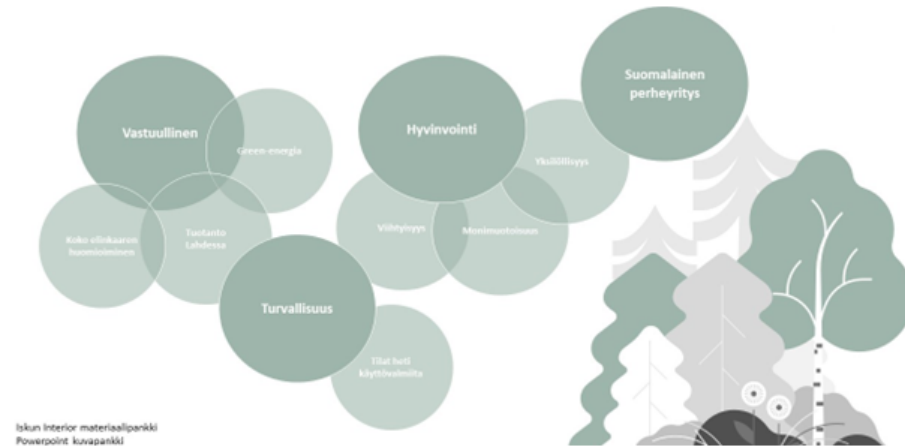 Suomalainen
perheyritys
Vastuullinen
Hyvinvointi
Green-energia
Yksilöllisyys
Koko elinkaaren
huomioiminen
Tuotanto
Lahdessa
Viihtyisyys
Monimuotoisuus
Turvallisuus
Tilat heti
käyttövalmiita
Iskun Interior materiaalipankki
Powerpoint kuvapankki